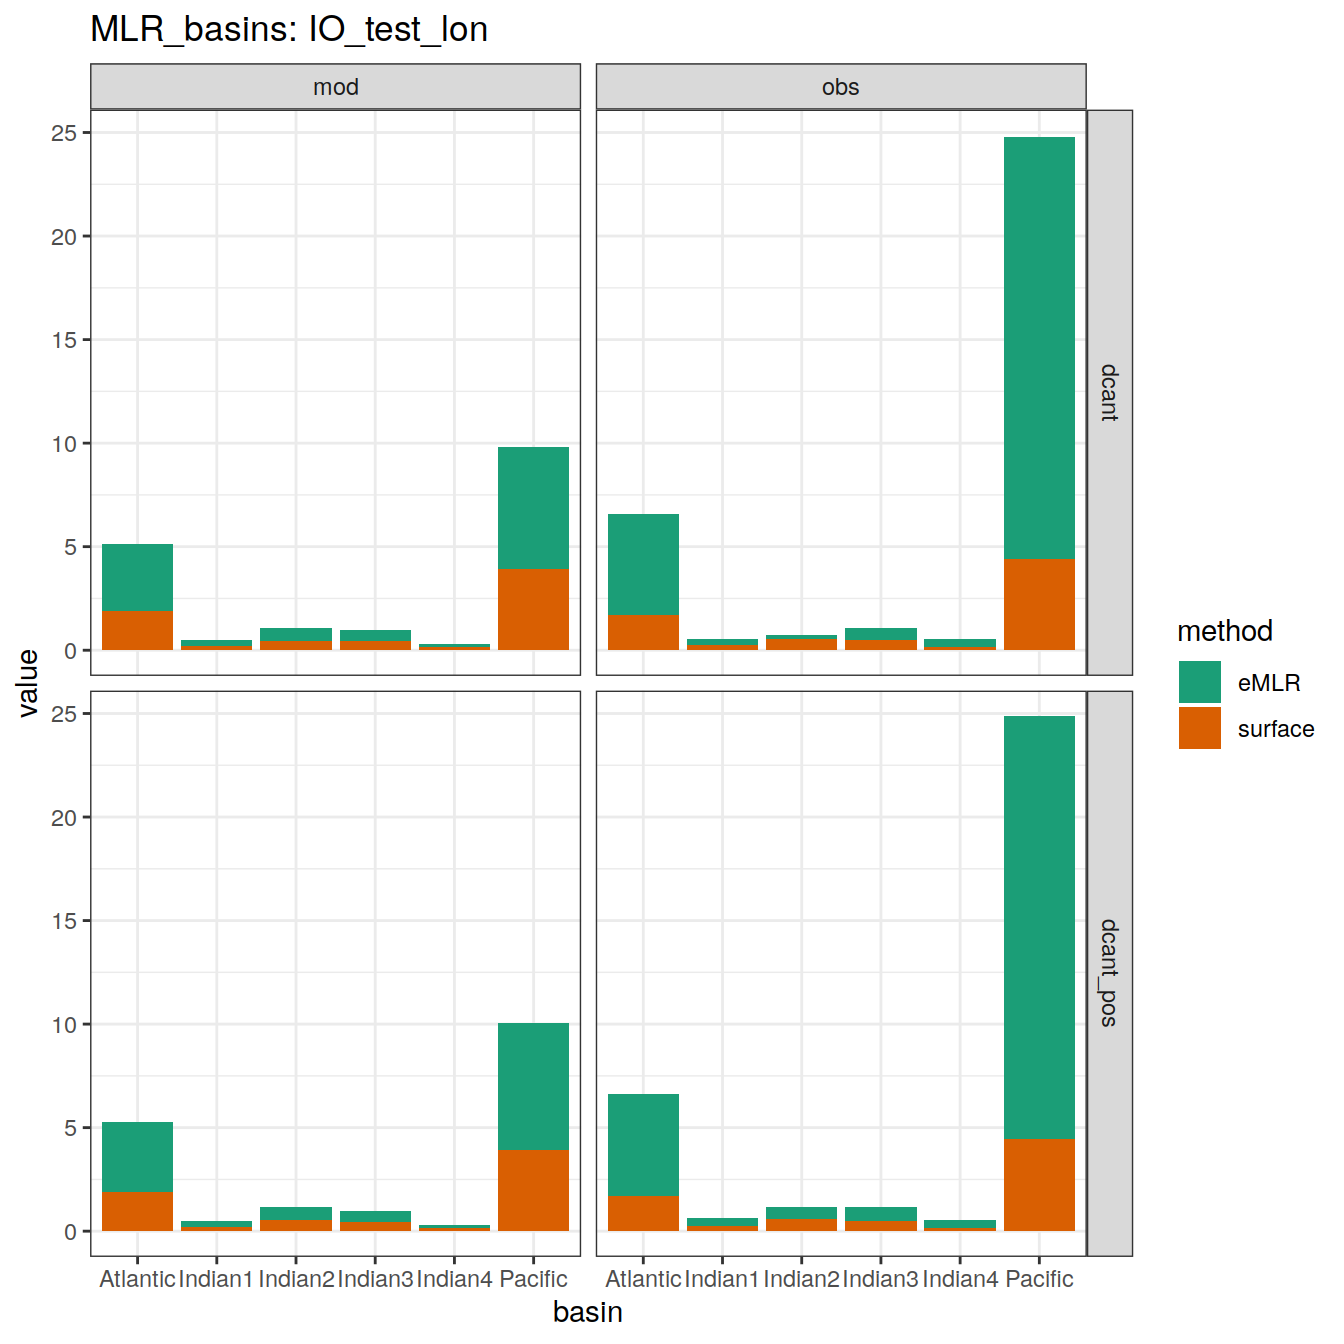 MLR_basins: IO_test_lon
mod
obs
25
20
15
10
5
0
dcant
25
20
15
10
5
0
dcant_pos
Atlantic Indian1 Indian2 Indian3 Indian4 Pacific
Atlantic Indian1 Indian2 Indian3 Indian4 Pacific
basin
value
method
eMLR
surface